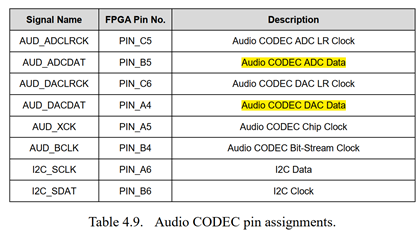 Signal Name FPGA Pin No. Description
AUD_ADCLRCK PIN_C5 Audio CODEC ADC LR Clock
AUD_ADCDAT PIN_B5 Audio CODEC ADC Data
AUD_DACLRCK PIN_C6 Audio CODEC DAC LR Clock
AUD_DACDAT PIN_A4 Audio CODEC DAC Data
AUD_XCK PIN_A5 Audio CODEC Chip Clock
AUD_BCLK PIN_B4 Audio CODEC Bit-Stream Clock
I2C_SCLK PIN_A6 I2C Data
I2C_SDAT PIN_B6 I2C Clock
Table 4.9. Audio CODEC pin assignments.